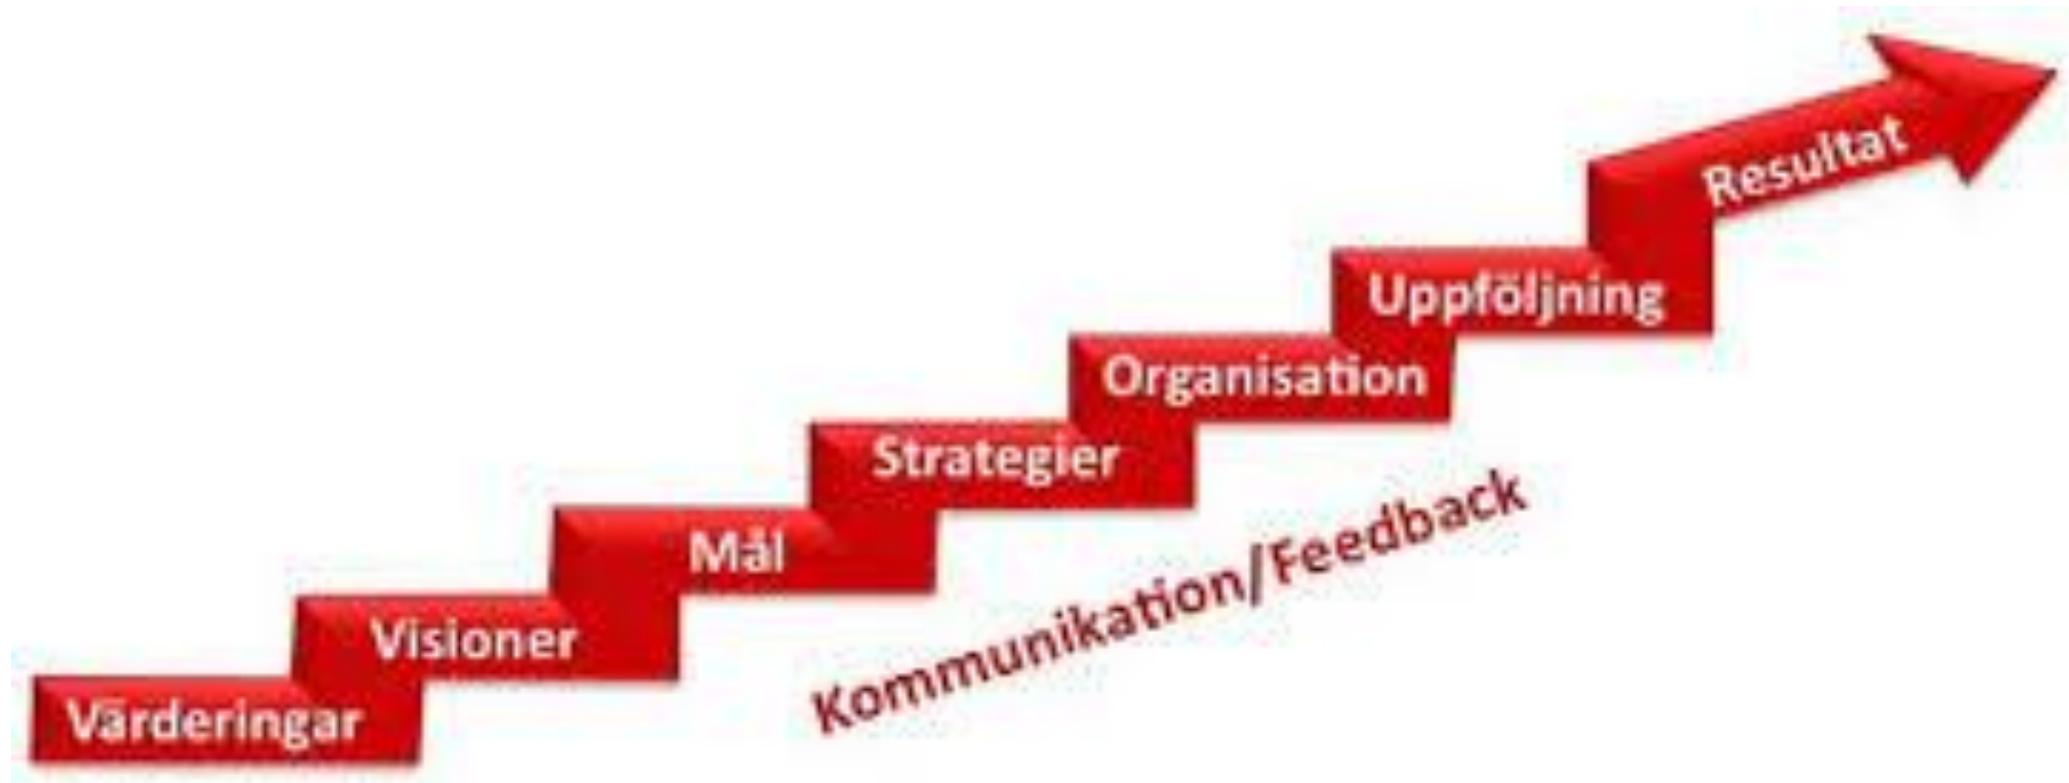 Resultat
Uppföljning
Organisation
Strategier
Mål
Visioner
Värderingar
Kommunikation/Feedback